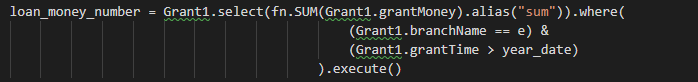 loan_money_number = Grant1.select(fn.SUM(Grant1.grantMoney).alias("sum")).where(
(Grant1.branchName == e) &
(Grant1.grantTime > year_date)
).execute()